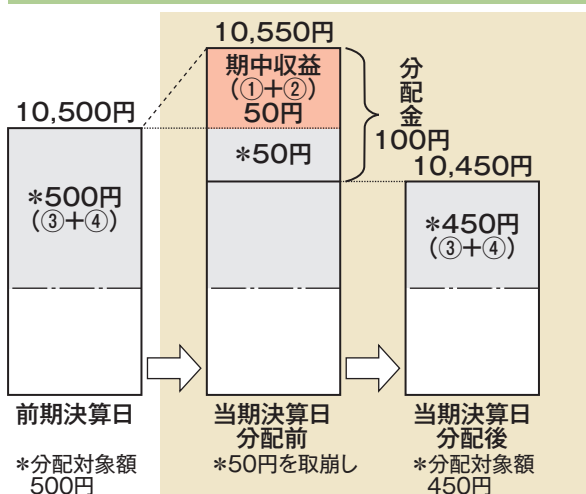 10,550円
期中収益
(①+②)
50円
分配金
100円
10,500円
*50円
10,450円
*500円
(③+④)
*450円
(③+④)
前期決算日
当期決算日
分配前
当期決算日
分配後
*分配対象額
500円
*50円を取崩し
*分配対象額
450円